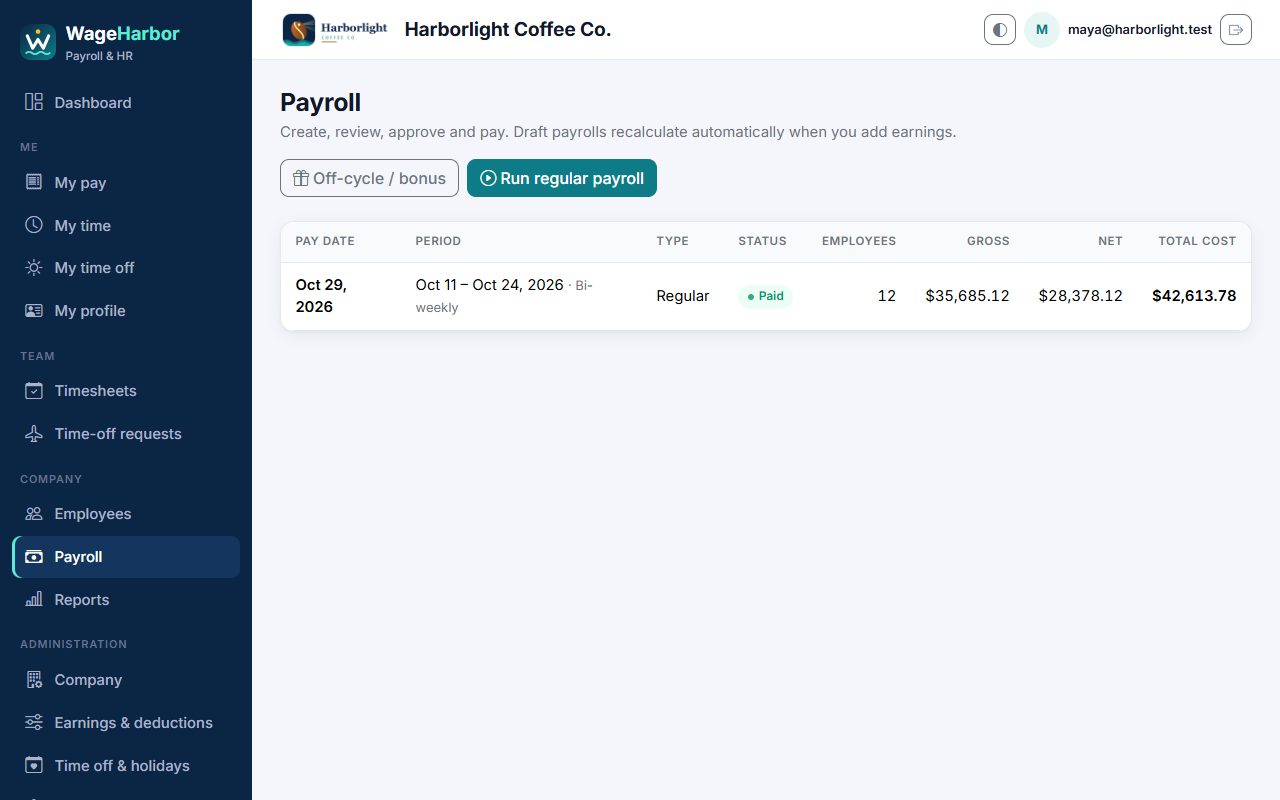 WageHarbor
Payroll & HR
Dashboard
ME
My pay
My time
My time off
My profile
TEAM
Timesheets
Time-off requests
COMPANY
Employees
Payroll
Reports
ADMINISTRATION
Company
Earnings & deductions
Time off & holidays
Harborlight
COFFEE CO.
Harborlight Coffee Co.
M
maya@harborlight.test
Payroll
Create, review, approve and pay. Draft payrolls recalculate automatically when you add earnings.
Off-cycle / bonus
Run regular payroll
PAY DATE PERIOD TYPE STATUS EMPLOYEES GROSS NET TOTAL COST
Oct 29, 2026 Oct 11 – Oct 24, 2026 · Bi-weekly Regular Paid 12 $35,685.12 $28,378.12 $42,613.78